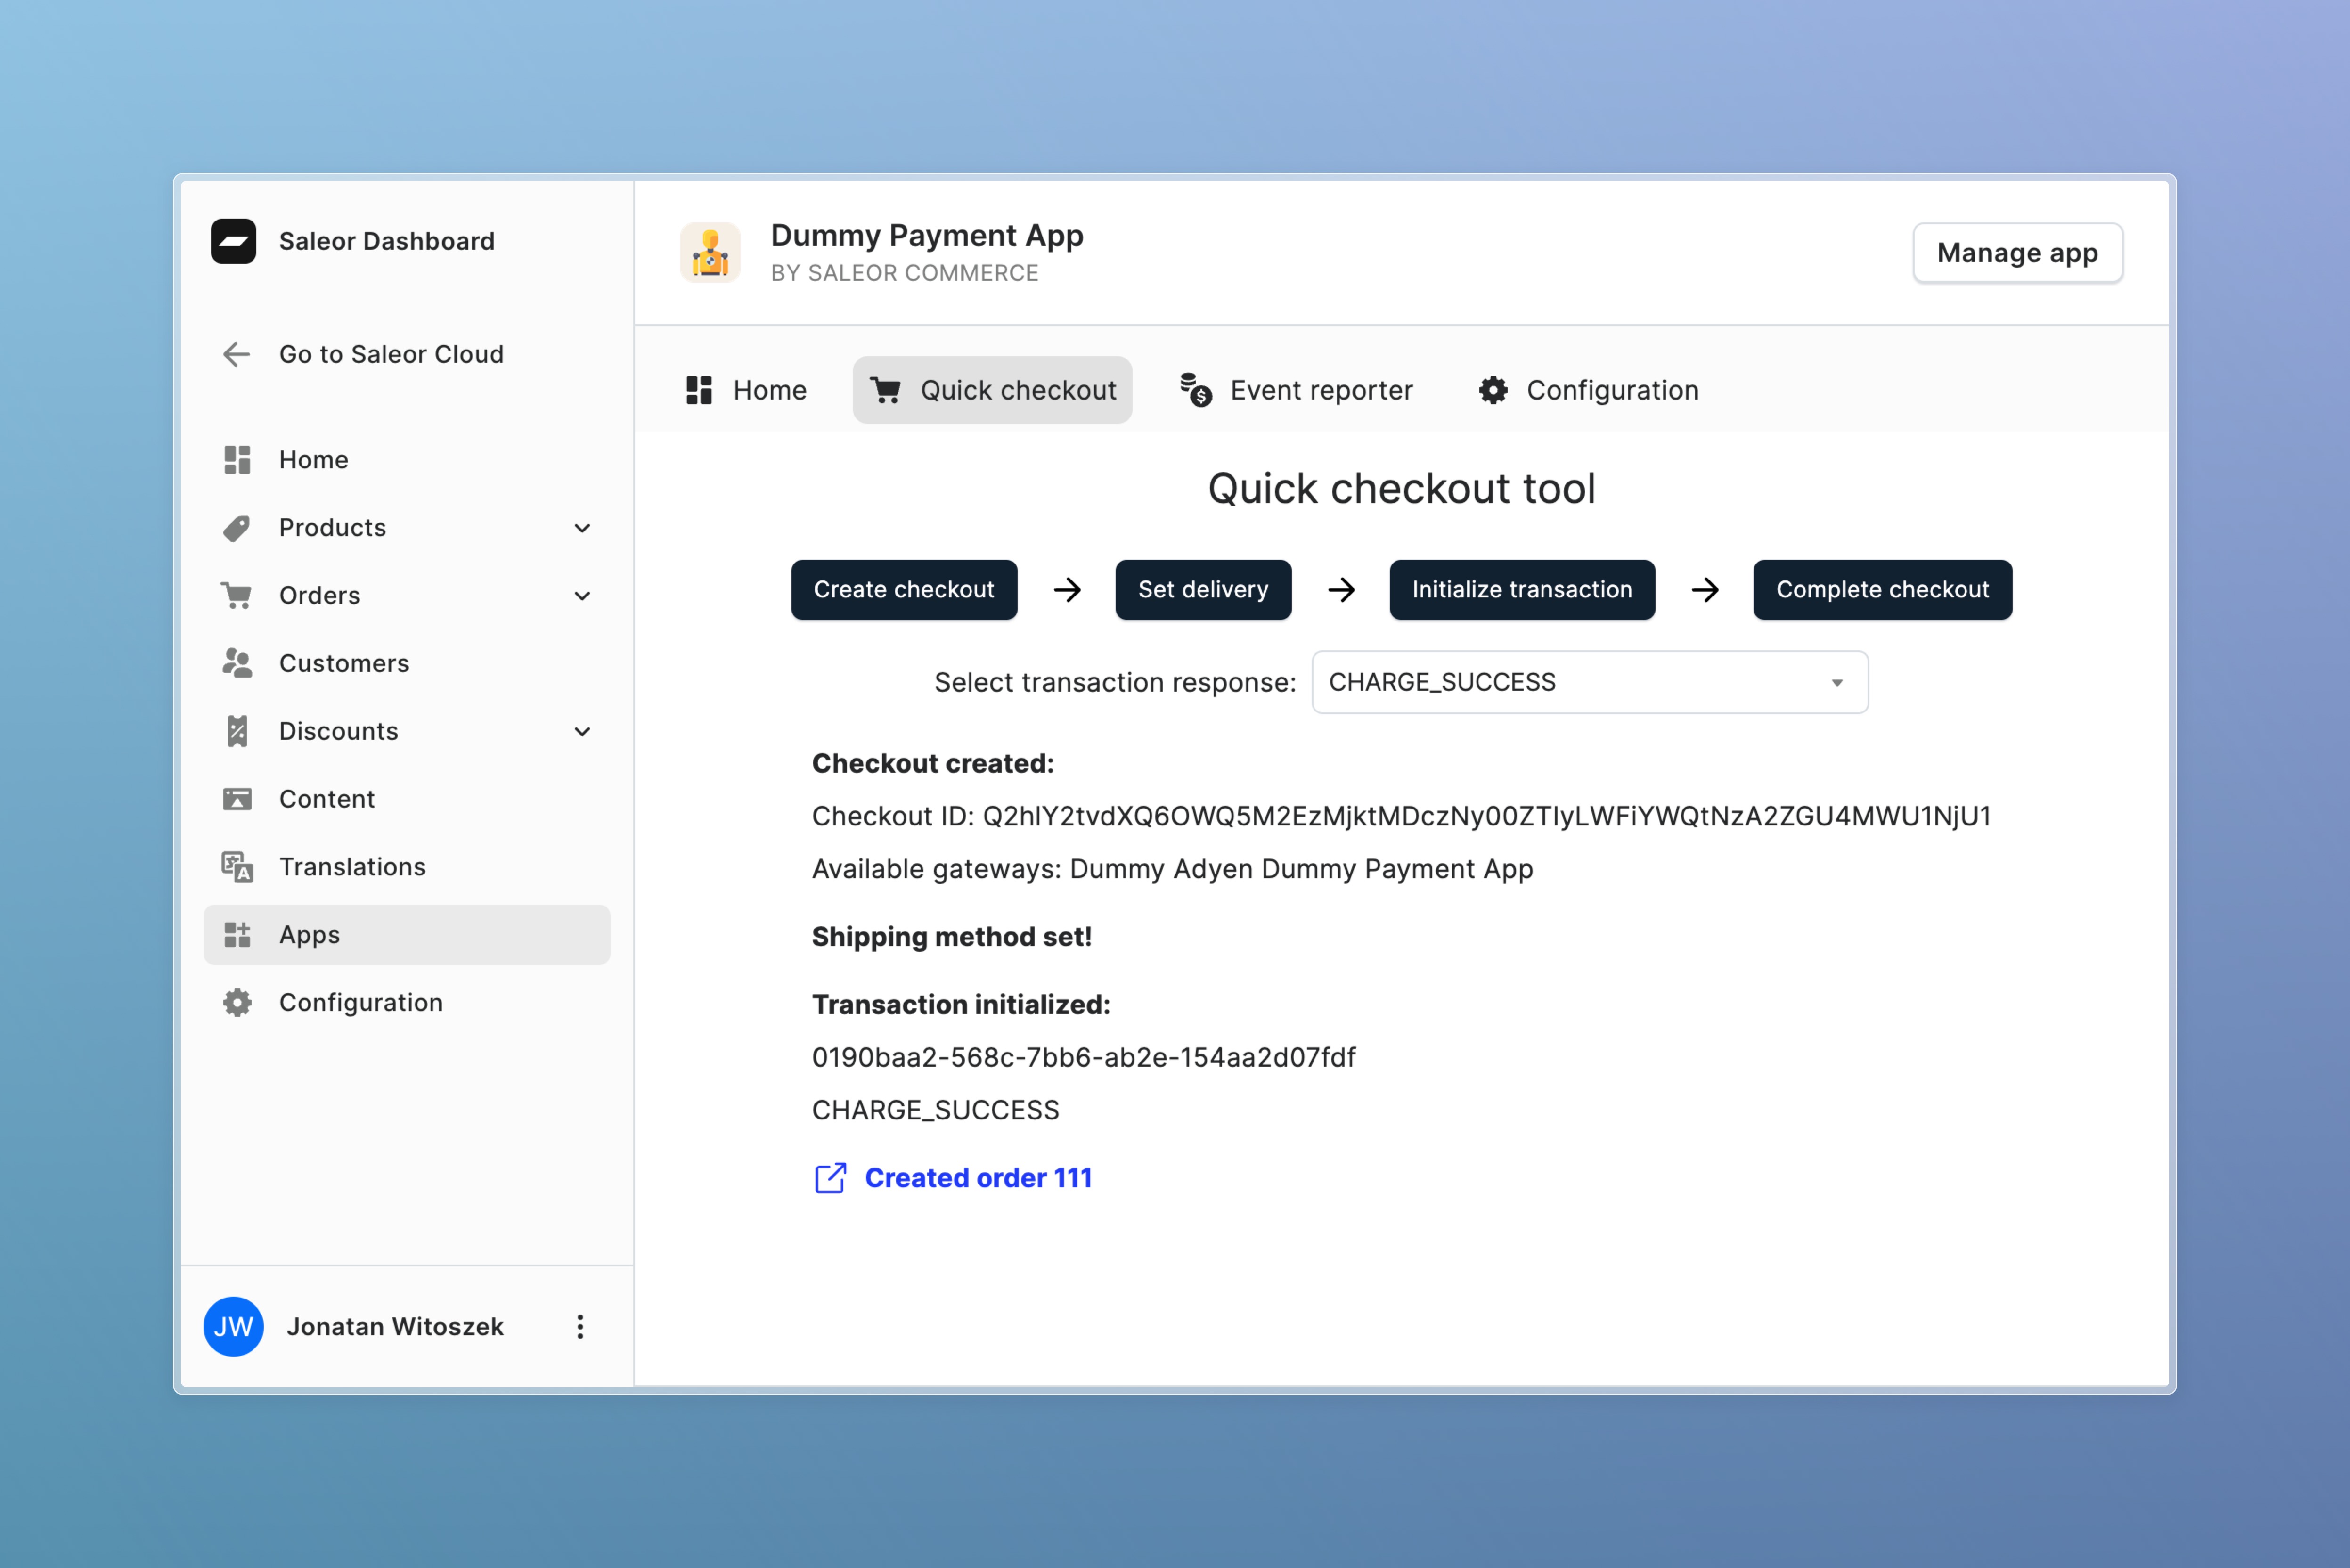 Saleor Dashboard
Go to Saleor Cloud
Home
Products
Orders
Customers
Discounts
Content
Translations
Apps
Configuration
JW
Jonatan Witoszek
Dummy Payment App
BY SALEOR COMMERCE
Manage app
Home
Quick checkout
Event reporter
Configuration
Quick checkout tool
Create checkout
Set delivery
Initialize transaction
Complete checkout
Select transaction response: CHARGE_SUCCESS
Checkout created:
Checkout ID: Q2hlY2tvdXQ6OWQ5M2EzMjktMDczNy00ZTIyLWFiYWQtNzA2ZGU4MWU1NjU1
Available gateways: Dummy Adyen Dummy Payment App
Shipping method set!
Transaction initialized:
0190baa2-568c-7bb6-ab2e-154aa2d07fdf
CHARGE_SUCCESS
Created order 111